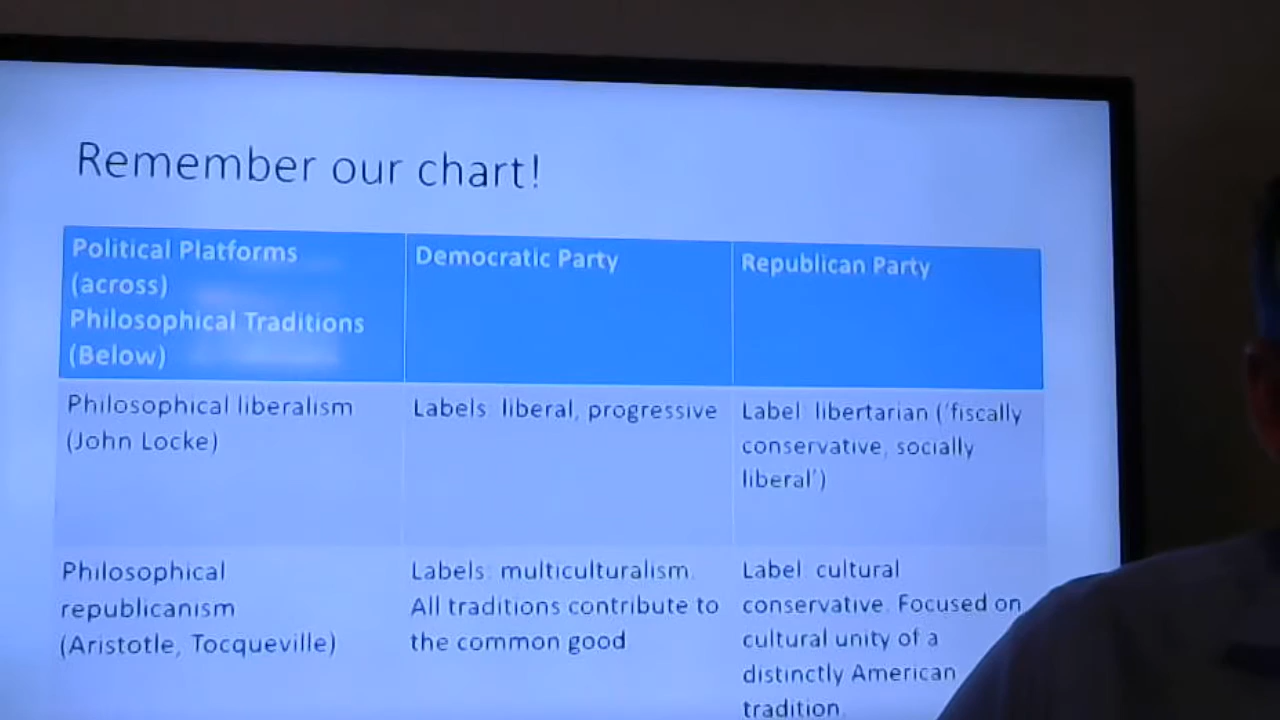 Remember our chart!
Political Platforms
(across)
Philosophical Traditions
(Below)
Democratic Party
Republican Party
Philosophical liberalism
(John Locke)
Labels: liberal, progressive
Label: libertarian ('fiscally
conservative, socially
liberal')
Philosophical
republicanism
(Aristotle, Tocqueville)
Labels: multiculturalism.
All traditions contribute to
the common good
Label: cultural
conservative. Focused on
cultural unity of a
distinctly American
tradition.